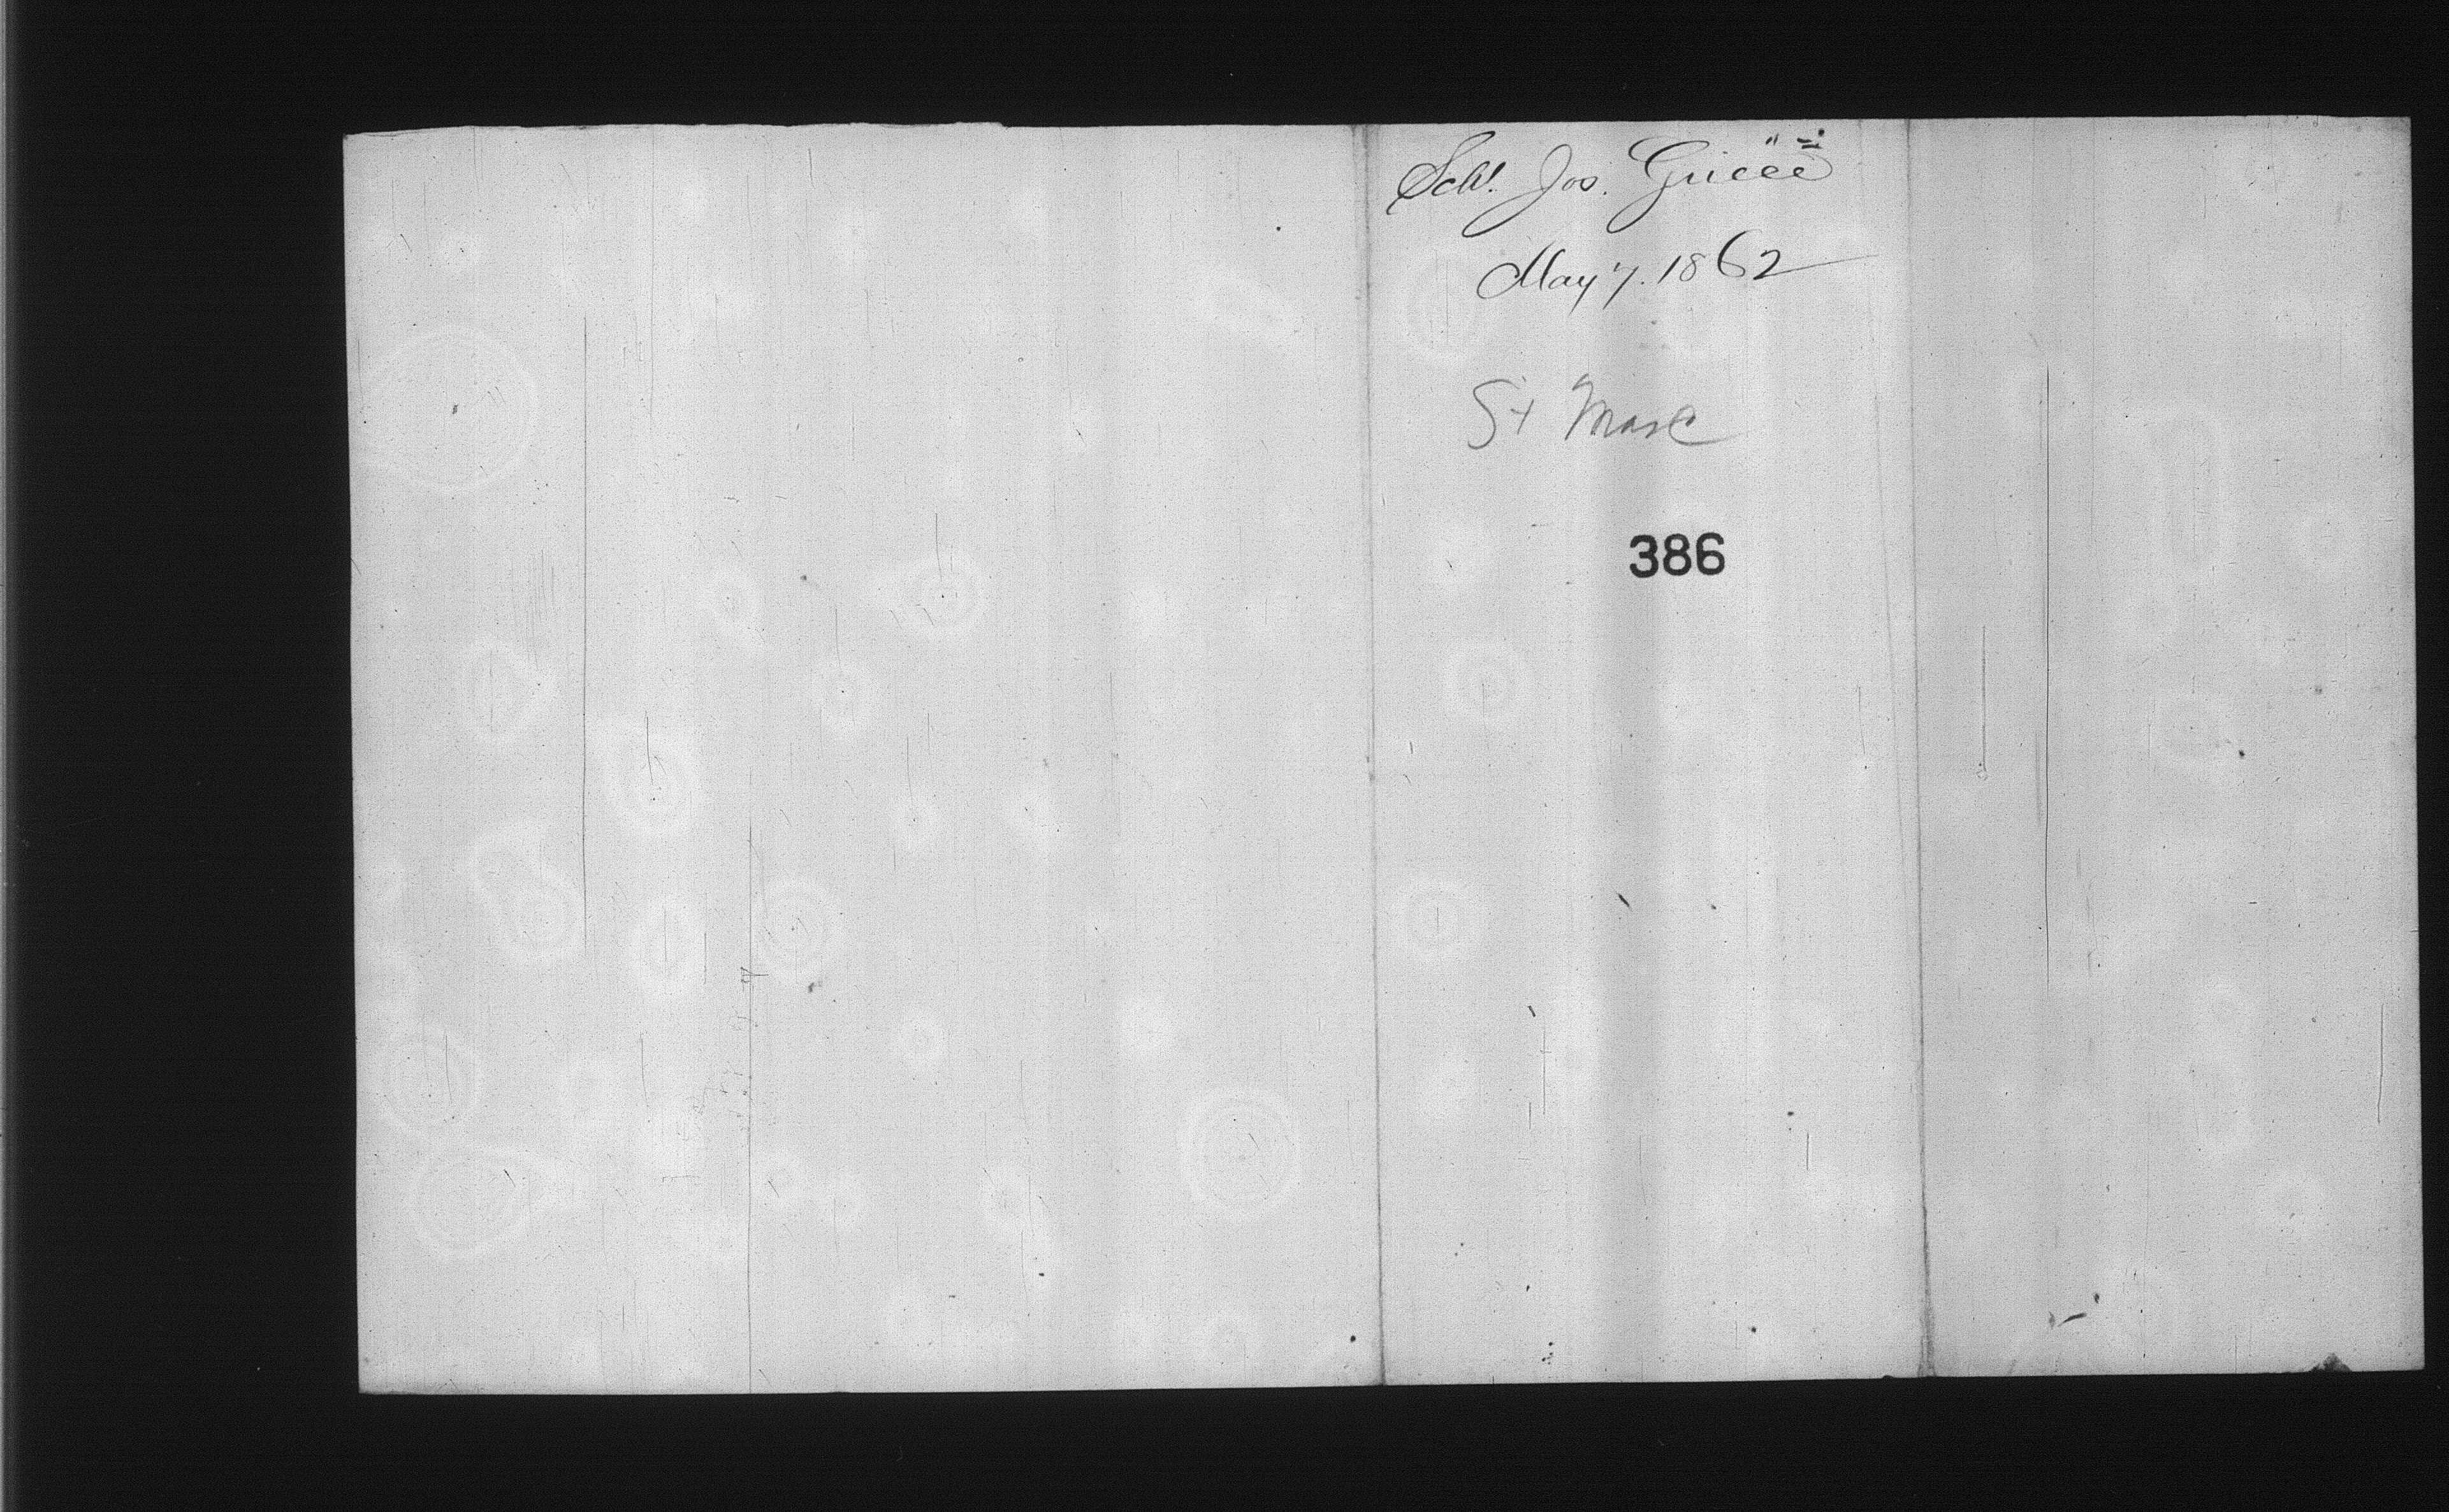 Schr. Jos. Grice
May 7. 1862
St Marc
386